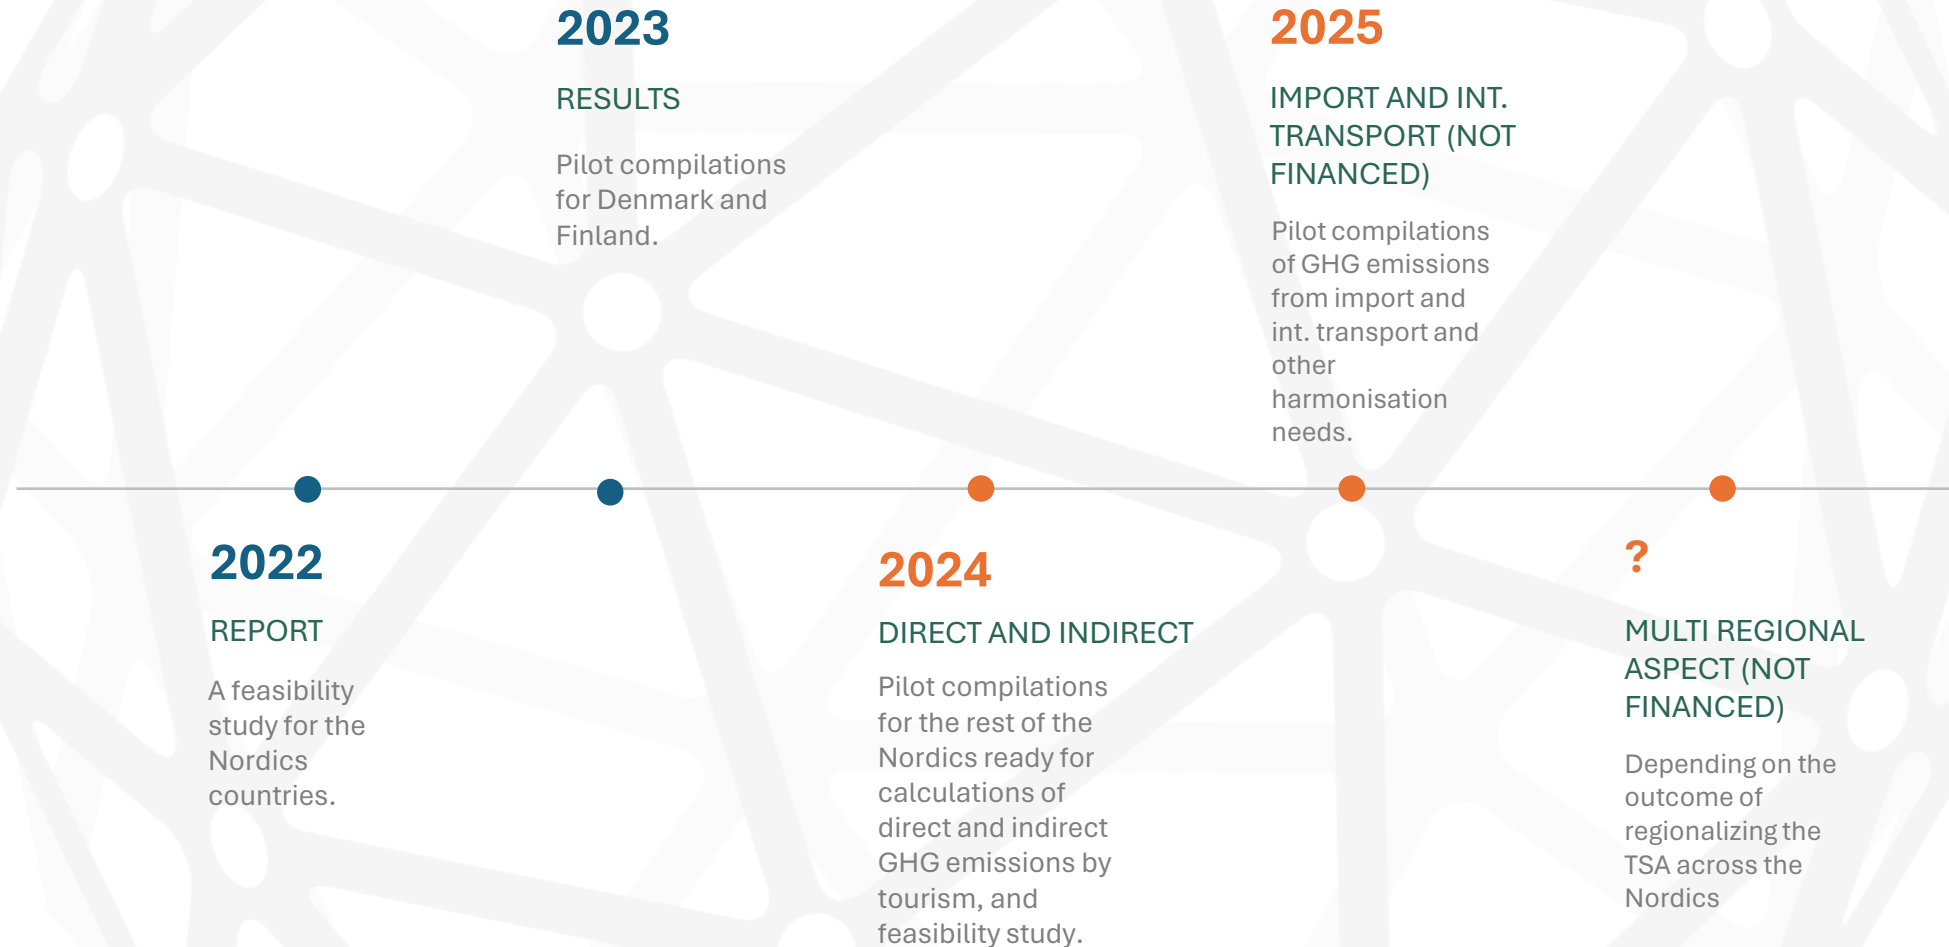 2023
RESULTS
Pilot compilations
for Denmark and
Finland.
2025
IMPORT AND INT.
TRANSPORT (NOT
FINANCED)
Pilot compilations
of GHG emissions
from import and
int. transport and
other
harmonisation
needs.
2022
REPORT
A feasibility
study for the
Nordics
countries.
2024
DIRECT AND INDIRECT
Pilot compilations
for the rest of the
Nordics ready for
calculations of
direct and indirect
GHG emissions by
tourism, and
feasibility study.
?
MULTI REGIONAL
ASPECT (NOT
FINANCED)
Depending on the
outcome of
regionalizing the
TSA across the
Nordics